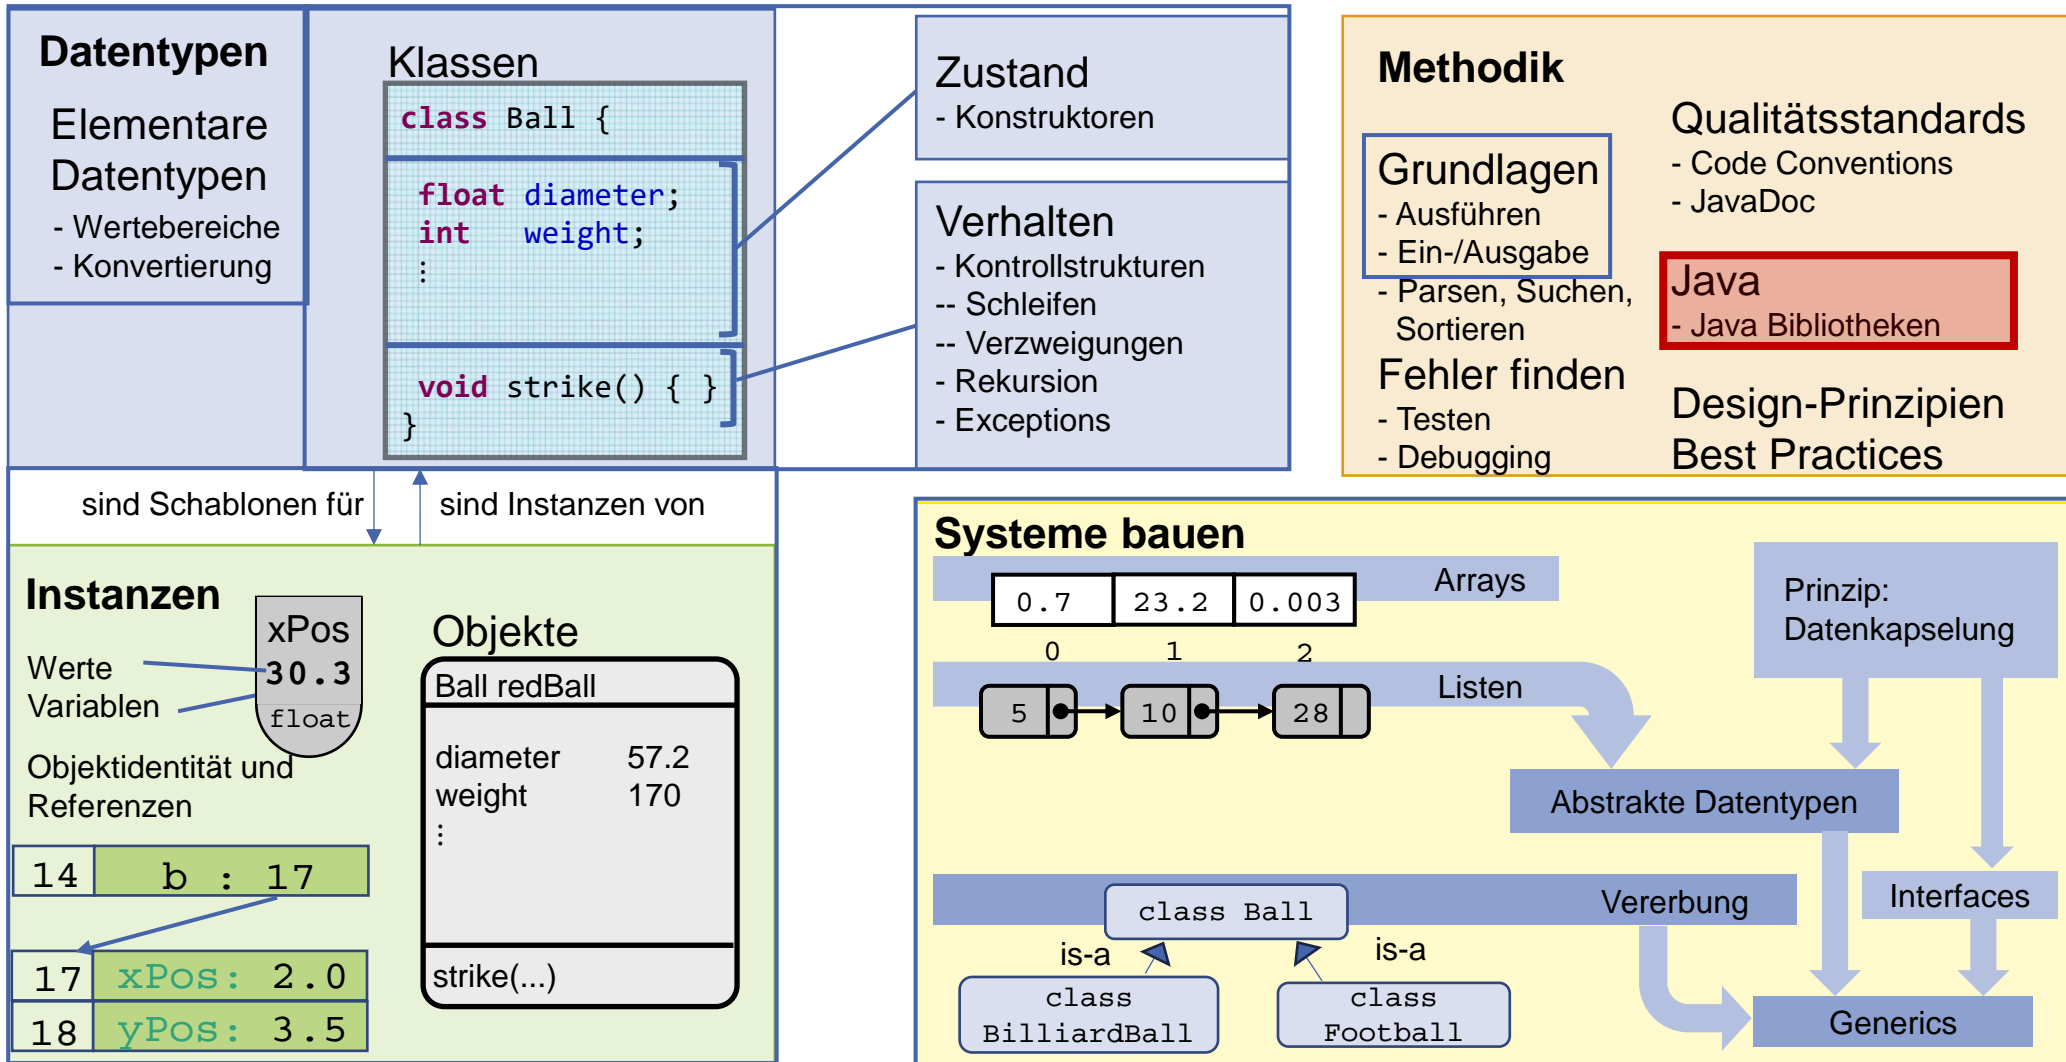 Datentypen
Elementare
Datentypen
- Wertebereiche
- Konvertierung
Klassen
class Ball {
float diameter;
int weight;
⋮
void strike() { }
}
Zustand
- Konstruktoren
Verhalten
- Kontrollstrukturen
-- Schleifen
-- Verzweigungen
- Rekursion
- Exceptions
Methodik
Grundlagen
- Ausführen
- Ein-/Ausgabe
- Parsen, Suchen,
Sortieren
Fehler finden
- Testen
- Debugging
Qualitätsstandards
- Code Conventions
- JavaDoc
Java
- Java Bibliotheken
Design-Prinzipien
Best Practices
sind Schablonen für
sind Instanzen von
Instanzen
Werte
Variablen
xPos
30.3
float
Objektidentität und
Referenzen
14 b : 17
17 xPos: 2.0
18 yPos: 3.5
Objekte
Ball redBall
diameter 57.2
weight 170
⋮
strike(...)
Systeme bauen
Arrays
0.7 23.2 0.003
0 1 2
Listen
5 10 28
Prinzip:
Datenkapselung
Abstrakte Datentypen
Vererbung
Interfaces
class Ball
is-a
is-a
class
BilliardBall
class
Football
Generics